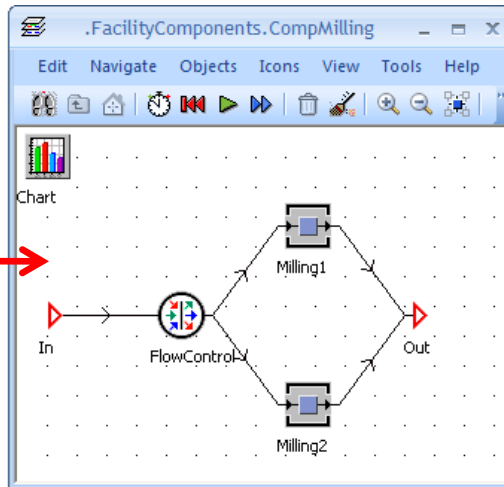 .FacilityComponents.CompMilling
Edit Navigate Objects Icons View Tools Help
Chart
Milling1
In
FlowControl
Out
Milling2